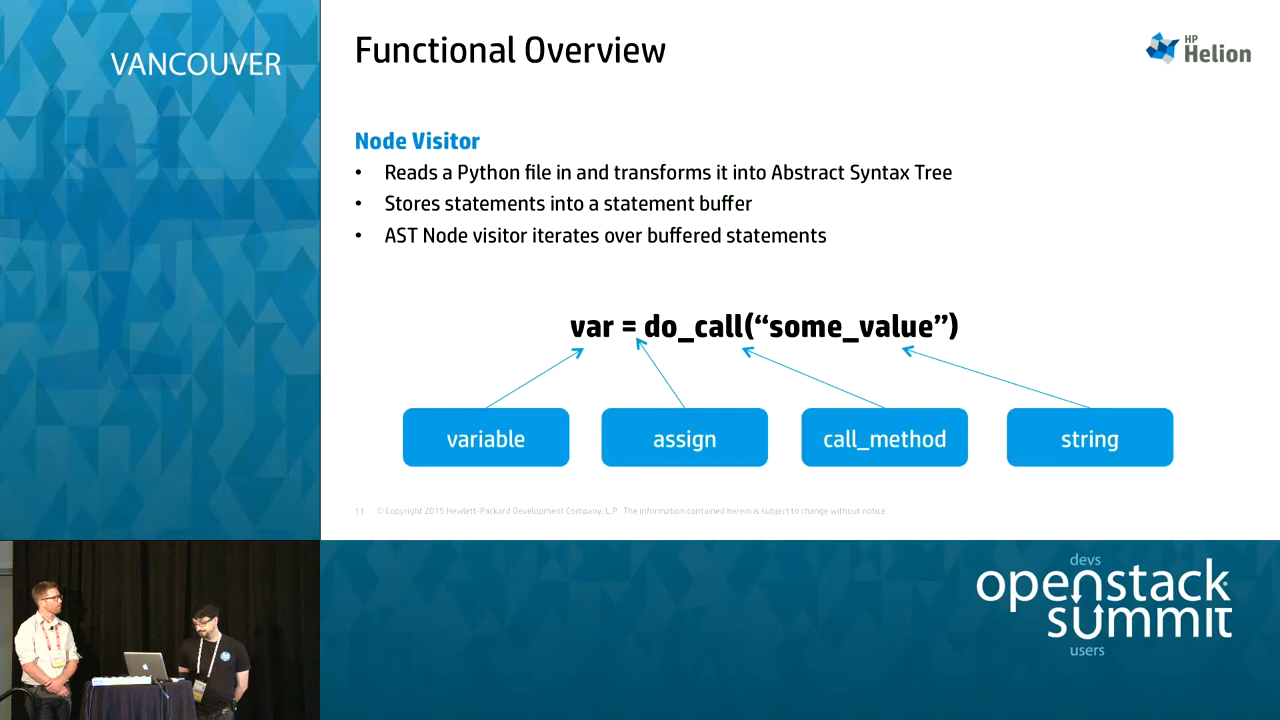 VANCOUVER
Functional Overview
HP
Helion
Node Visitor
• Reads a Python file in and transforms it into Abstract Syntax Tree
• Stores statements into a statement buffer
• AST Node visitor iterates over buffered statements
var = do_call(“some_value”)
variable
assign
call_method
string
11 © Copyright 2015 Hewlett-Packard Development Company, L.P. The information contained herein is subject to change without notice.
devs
openstack
summit
users